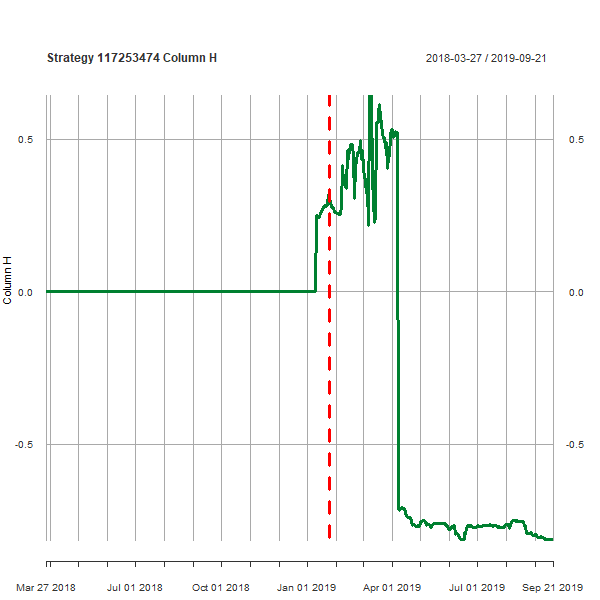 Strategy 117253474 Column H
2018-03-27 / 2019-09-21
0.5
0.5
Column H
0.0
0.0
-0.5
-0.5
Mar 27 2018
Jul 01 2018
Oct 01 2018
Jan 01 2019
Apr 01 2019
Jul 01 2019
Sep 21 2019